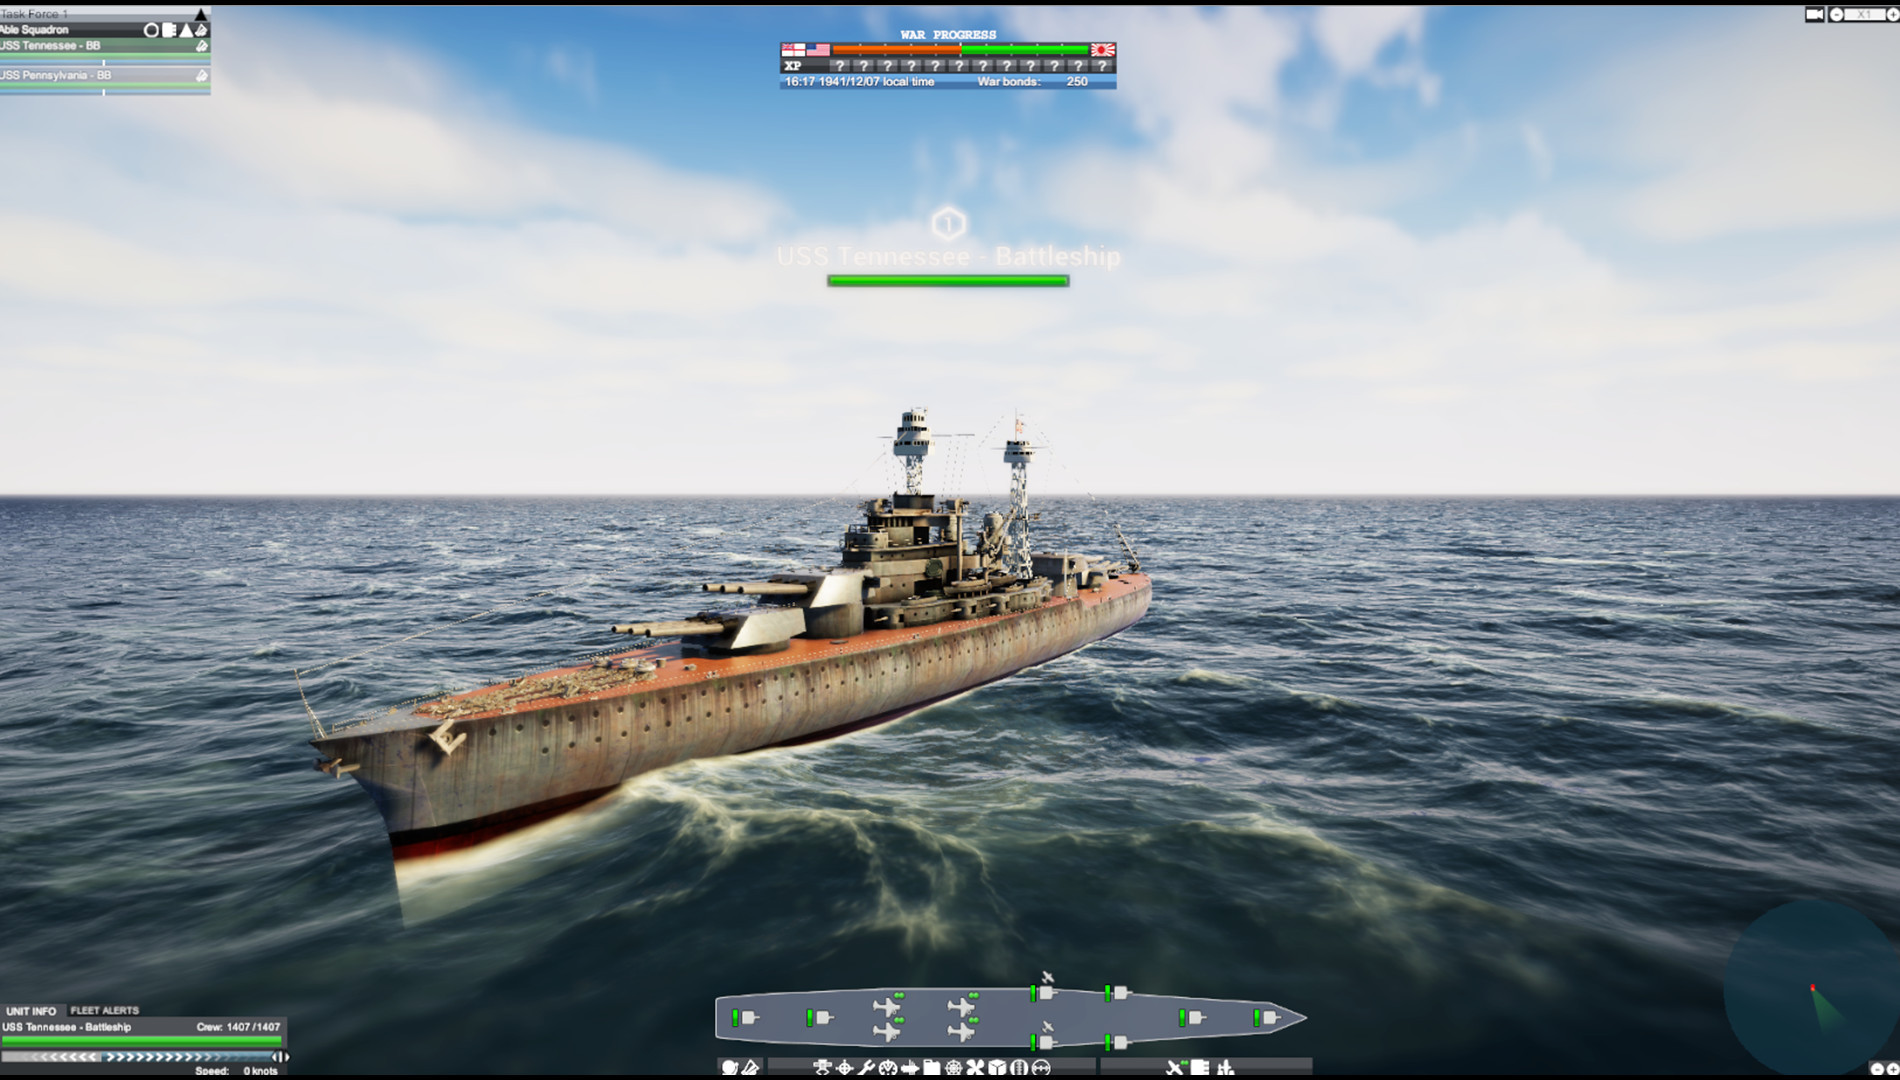 Task Force 1
Able Squadron
USS Tennessee - BB
USS Pennsylvania - BB
WAR PROGRESS
XP ? ? ? ? ? ? ? ? ? ? ? ?
16:17 1941/12/07 local time War bonds: 250
X1
1
USS Tennessee - Battleship
UNIT INFO FLEET ALERTS
USS Tennessee - Battleship Crew: 1407 /1407
Speed: 0 knots